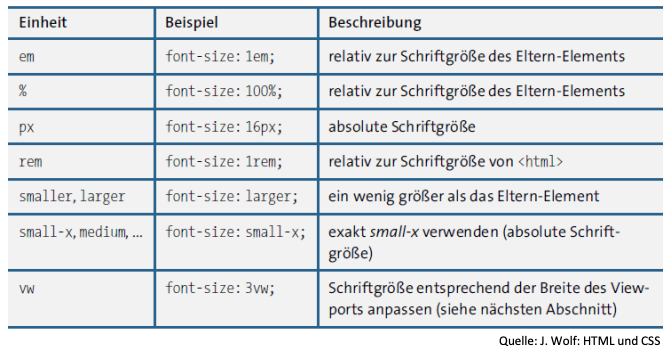 Einheit Beispiel Beschreibung
em font-size: 1em; relativ zur Schriftgröße des Eltern-Elements
% font-size: 100%; relativ zur Schriftgröße des Eltern-Elements
px font-size: 16px; absolute Schriftgröße
rem font-size: 1rem; relativ zur Schriftgröße von <html>
smaller, larger font-size: larger; ein wenig größer als das Eltern-Element
small-x, medium, … font-size: small-x; exakt small-x verwenden (absolute Schrift-
größe)
vw font-size: 3vw; Schriftgröße entsprechend der Breite des View-
ports anpassen (siehe nächsten Abschnitt)
Quelle: J. Wolf: HTML und CSS